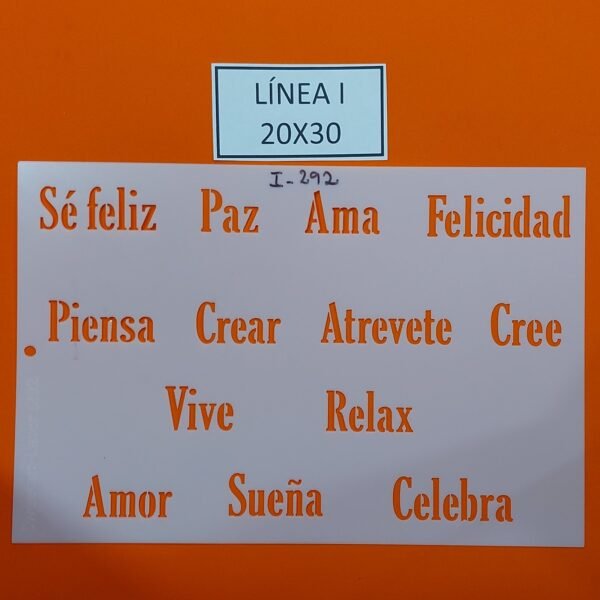 LÍNEA I
20X30
I-292
Sé feliz Paz Ama Felicidad
Piensa Crear Atrevete Cree
Vive Relax
Amor Sueña Celebra